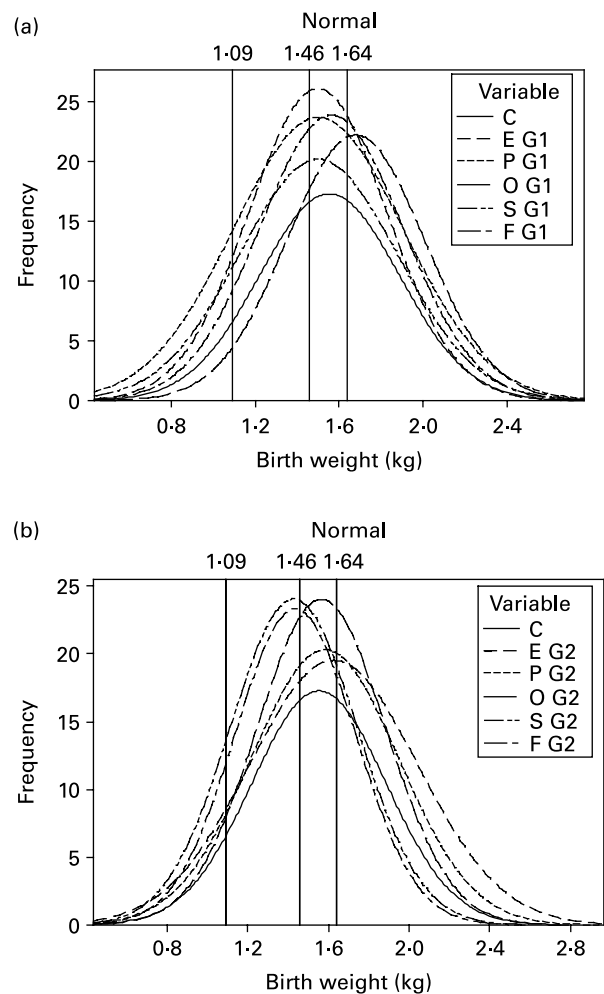 (a)
Normal
1·09 1·46 1·64
25
20
15
10
5
0
Frequency
Variable
C
E G1
P G1
O G1
S G1
F G1
0·8 1·2 1·6 2·0 2·4
Birth weight (kg)
(b)
Normal
1·09 1·46 1·64
25
20
15
10
5
0
Frequency
Variable
C
E G2
P G2
O G2
S G2
F G2
0·8 1·2 1·6 2·0 2·4 2·8
Birth weight (kg)